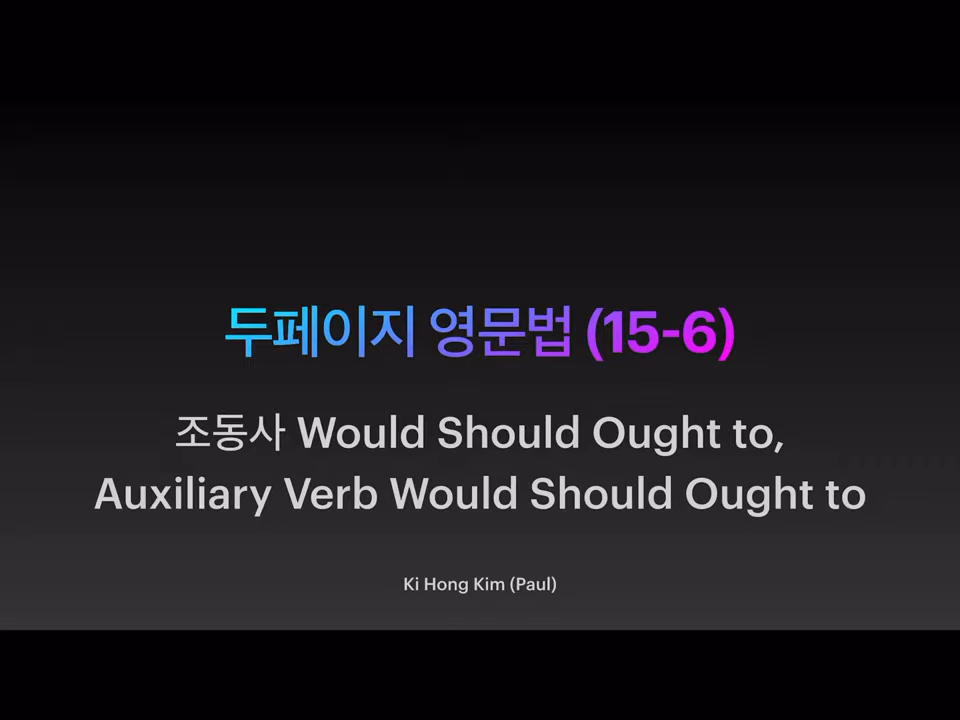 두페이지 영문법 (15-6)
조동사 Would Should Ought to,
Auxiliary Verb Would Should Ought to
Ki Hong Kim (Paul)